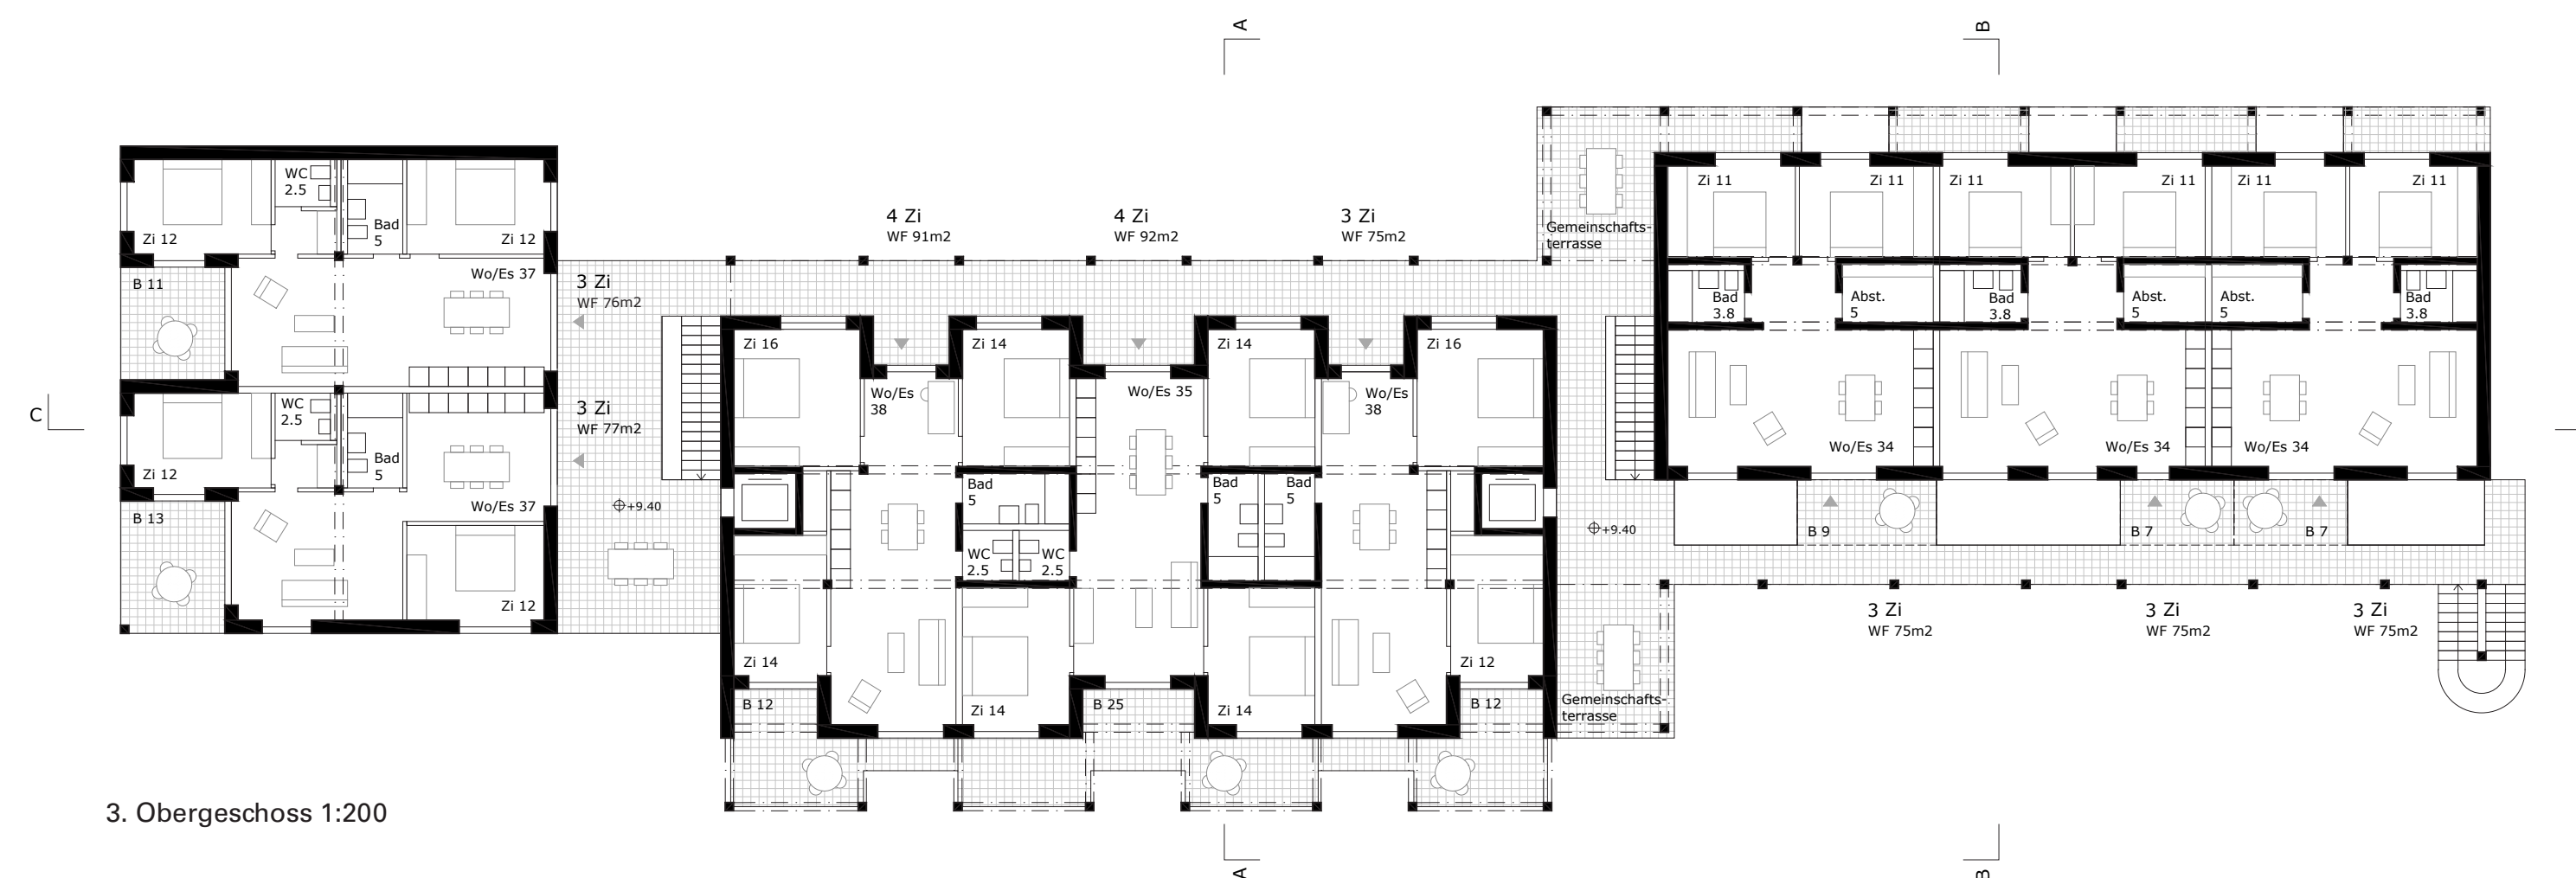 A
B
WC
2.5
Zi 12
Bad
5
Zi 12
Wo/Es 37
B 11
3 Zi
WF 76m2
C
WC
2.5
Zi 12
Bad
5
3 Zi
WF 77m2
Wo/Es 37
B 13
Zi 12
+9.40
4 Zi
WF 91m2
4 Zi
WF 92m2
3 Zi
WF 75m2
Zi 16
Zi 14
Zi 14
Zi 16
Wo/Es
38
Wo/Es 35
Wo/Es
38
Bad
5
Bad
5
Bad
5
WC
2.5
WC
2.5
Zi 14
Zi 14
Zi 14
Zi 12
B 12
B 25
B 12
Gemeinschafts-
terrasse
+9.40
Gemeinschafts-
terrasse
Zi 11
Zi 11
Zi 11
Zi 11
Zi 11
Zi 11
Bad
3.8
Abst.
5
Bad
3.8
Abst.
5
Abst.
5
Bad
3.8
Wo/Es 34
Wo/Es 34
Wo/Es 34
B 9
B 7
B 7
3 Zi
WF 75m2
3 Zi
WF 75m2
3 Zi
WF 75m2
3. Obergeschoss 1:200
A
B